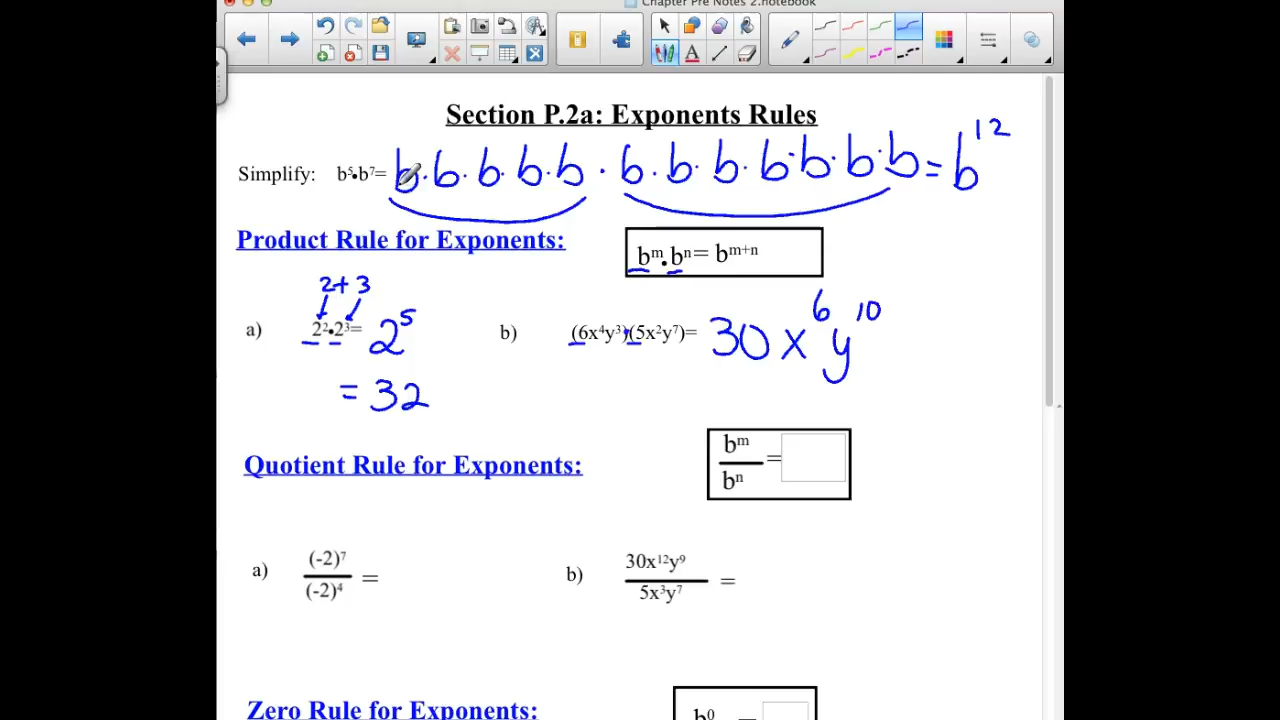 Chapter Pre Notes 2.notebook
Section P.2a: Exponents Rules
Simplify: b⁵•b⁷= b·b·b·b·b · b·b·b·b·b·b·b = b¹²
Product Rule for Exponents: bᵐ•bⁿ= bᵐ⁺ⁿ
2+3
a) 2²•2³= 2⁵ b) (6x⁴y³)•(5x²y⁷)= 30x⁶y¹⁰
= 32
Quotient Rule for Exponents: bᵐ/bⁿ =
a) (-2)⁷/(-2)⁴ = b) 30x¹²y⁹/5x³y⁷ =
Zero Rule for Exponents: b⁰ =